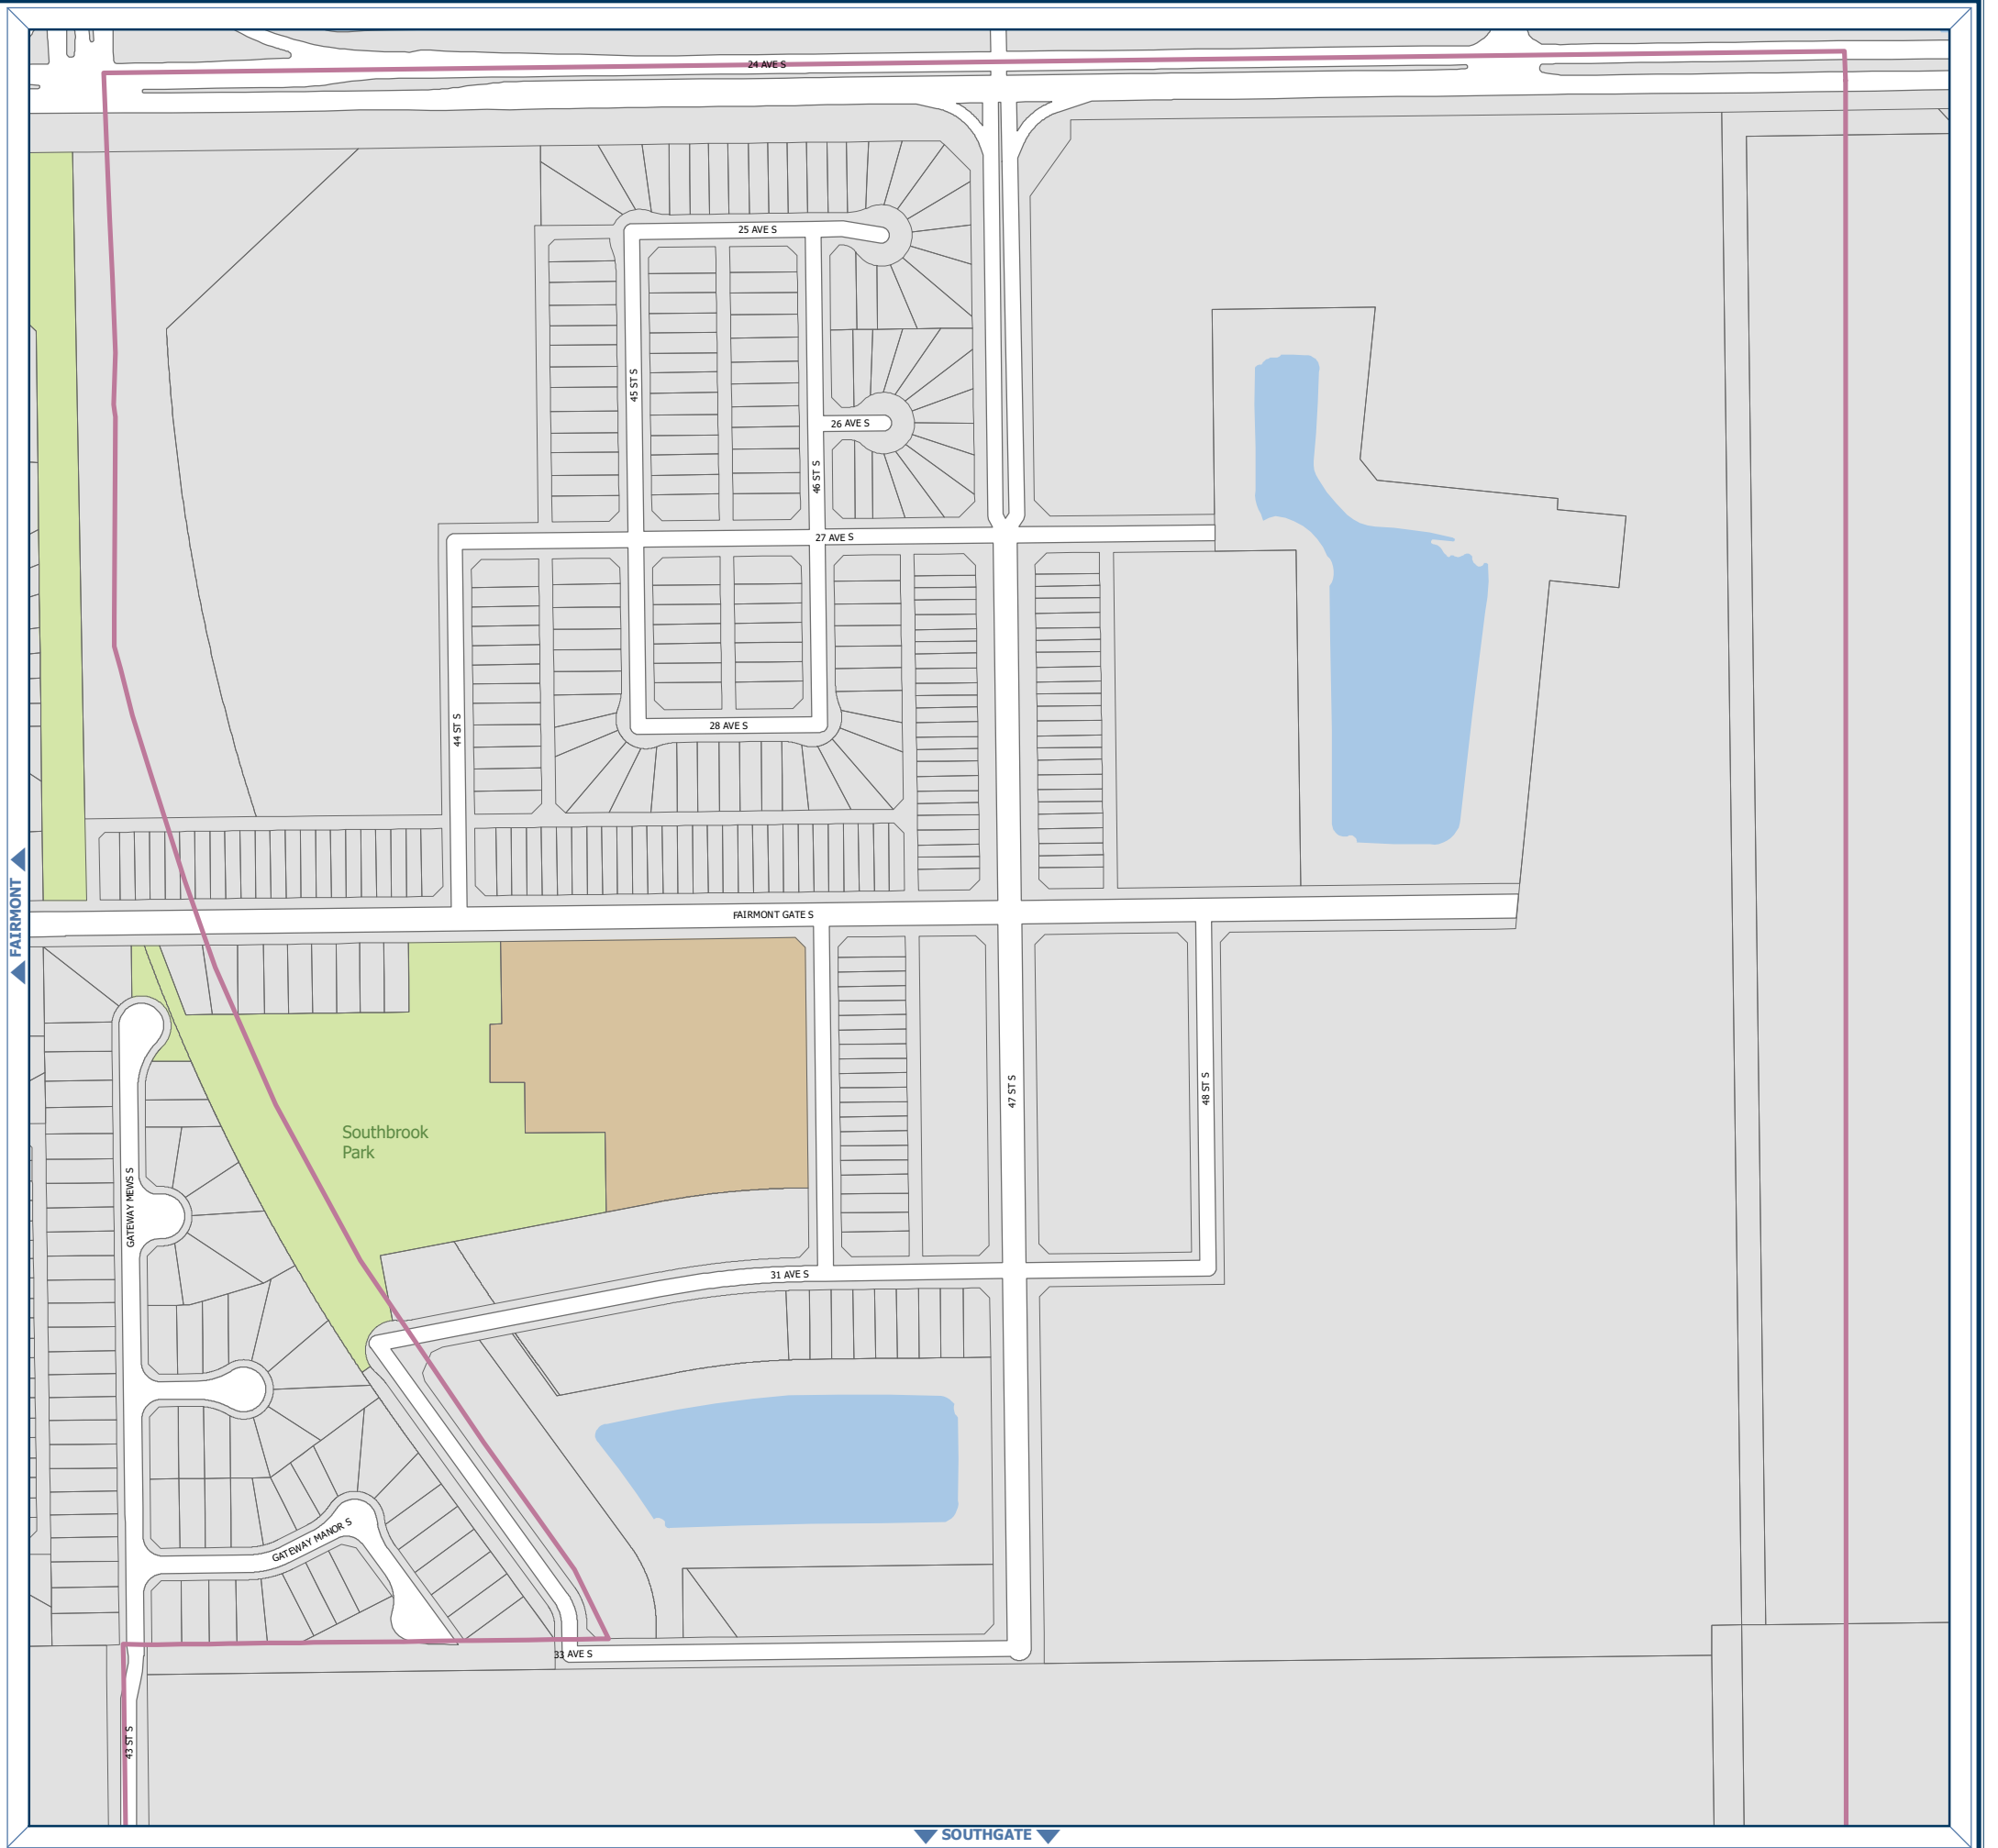 24 AVE S
25 AVE S
45 ST S
26 AVE S
46 ST S
27 AVE S
44 ST S
28 AVE S
FAIRMONT
FAIRMONT GATE S
47 ST S
48 ST S
Southbrook
Park
GATEWAY MEWS S
31 AVE S
GATEWAY MANOR S
33 AVE S
43 ST S
SOUTHGATE